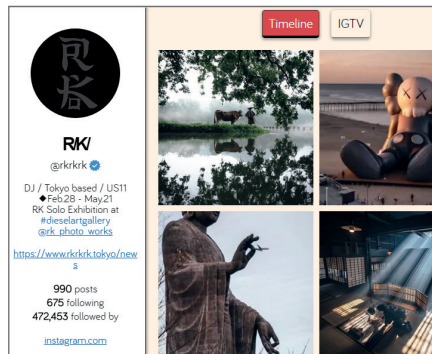 Timeline
IGTV
RK
RK/
@rkrkrk
DJ / Tokyo based / US11
◆Feb.28 - May.21
RK Solo Exhibition at
#dieselartgallery
@rk_photo_works
https://www.rkrkrk.tokyo/new
s
990 posts
675 following
472,453 followed by
instagram.com